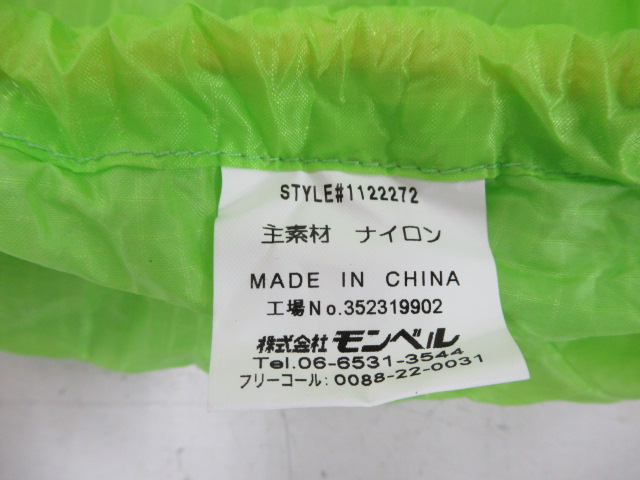 STYLE#1122272
主素材 ナイロン
MADE IN CHINA
工場No.352319902
株式会社 モンベル
Tel.06-6531-3544
フリーコール:0088-22-0031